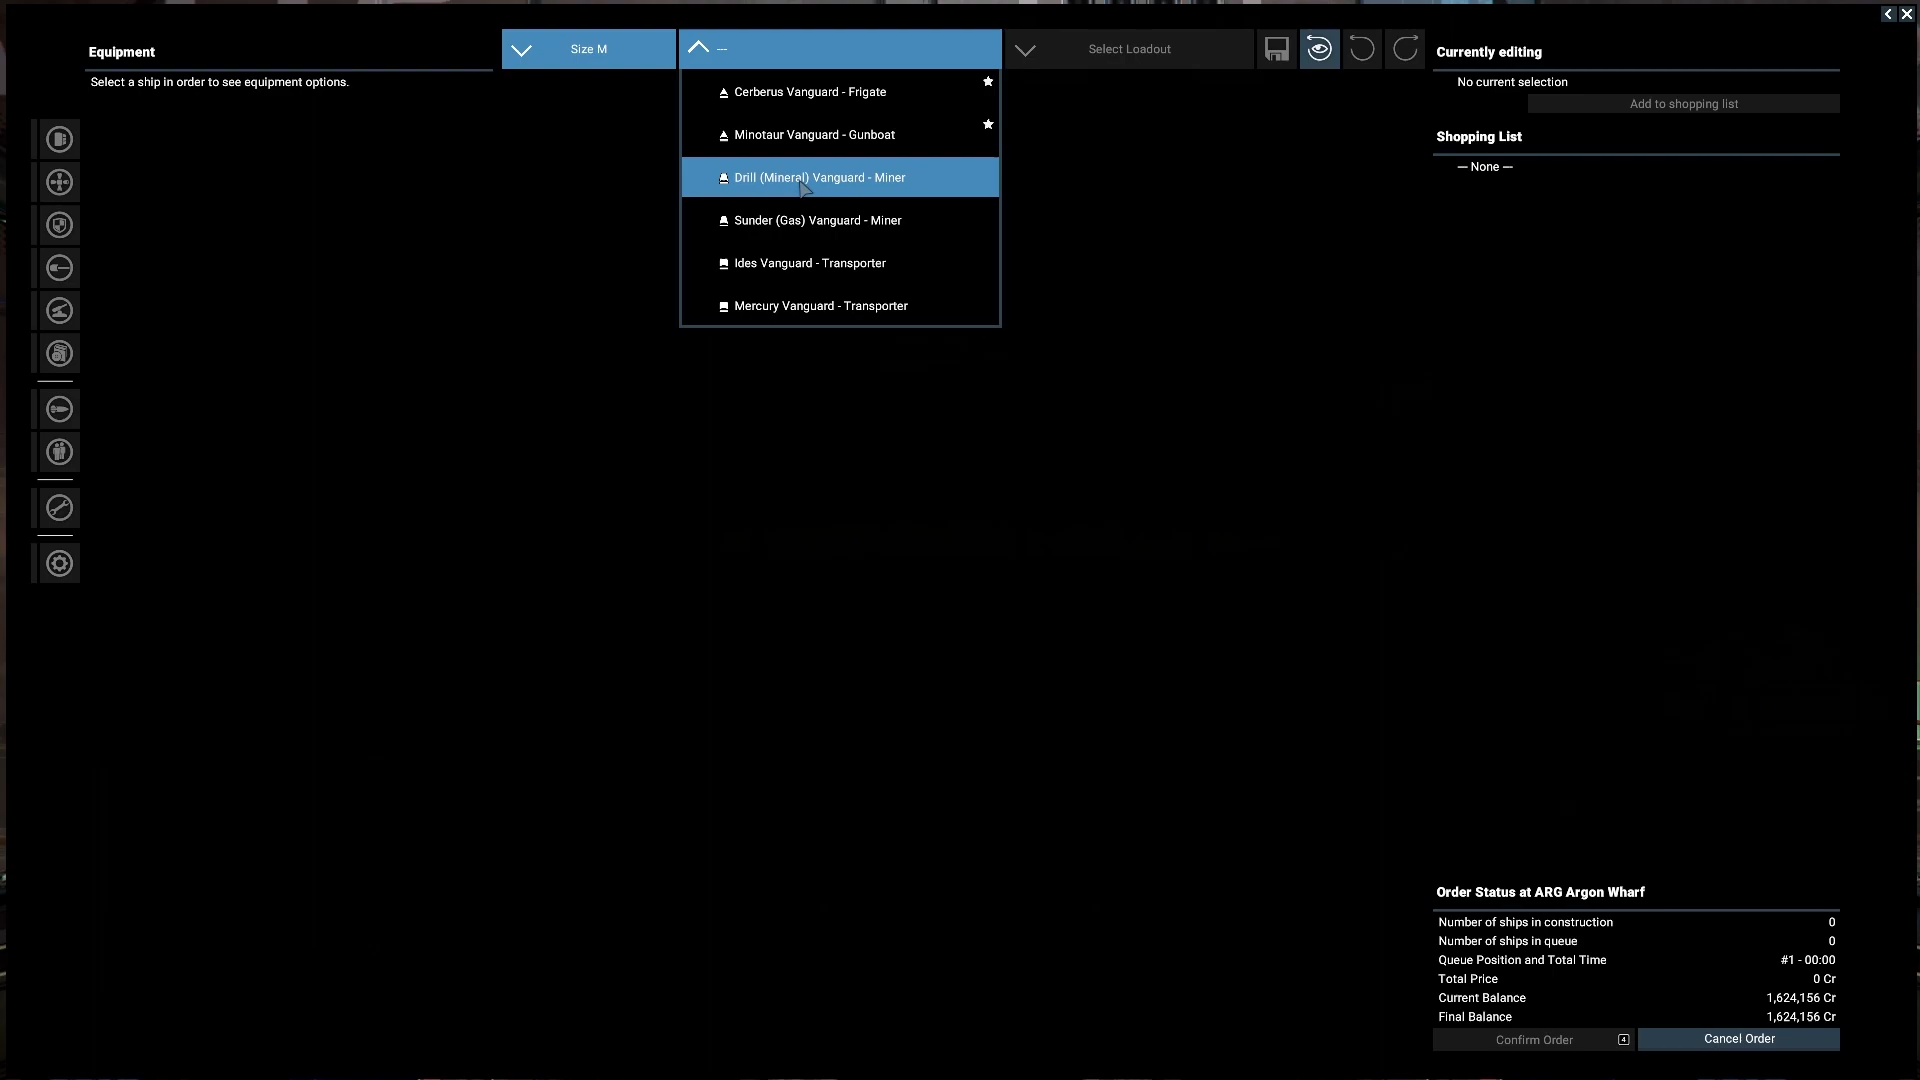 Equipment
Select a ship in order to see equipment options.
Size M
---
Cerberus Vanguard - Frigate
Minotaur Vanguard - Gunboat
Drill (Mineral) Vanguard - Miner
Sunder (Gas) Vanguard - Miner
Ides Vanguard - Transporter
Mercury Vanguard - Transporter
Select Loadout
Currently editing
No current selection
Add to shopping list
Shopping List
— None —
Order Status at ARG Argon Wharf
Number of ships in construction 0
Number of ships in queue 0
Queue Position and Total Time #1 - 00:00
Total Price 0 Cr
Current Balance 1,624,156 Cr
Final Balance 1,624,156 Cr
Confirm Order 4
Cancel Order